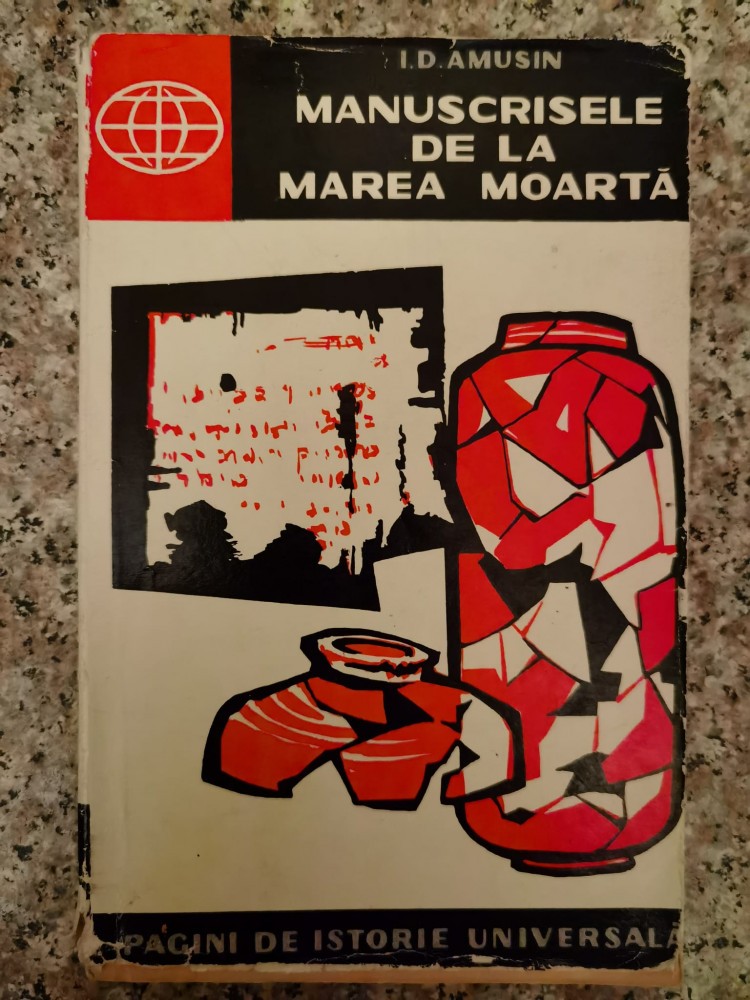 I.D. AMUSIN
MANUSCRISELE
DE LA
MAREA MOARTĂ
PAGINI DE ISTORIE UNIVERSALĂ